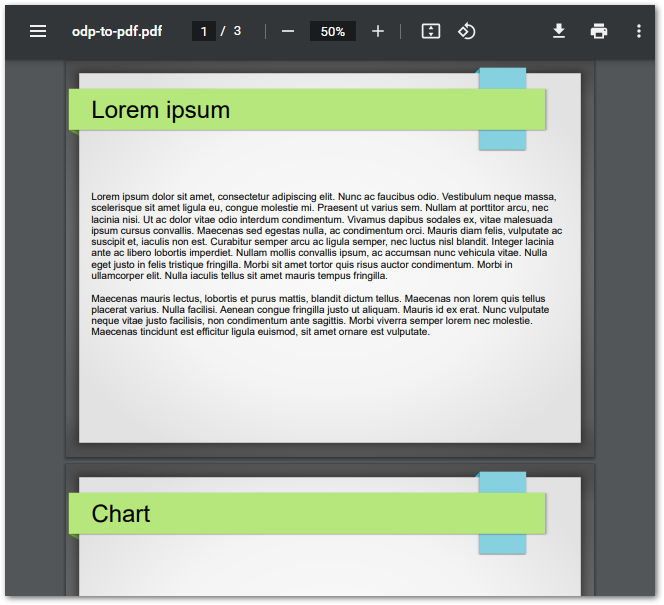 odp-to-pdf.pdf
1 / 3
50%
Lorem ipsum
Lorem ipsum dolor sit amet, consectetur adipiscing elit. Nunc ac faucibus odio. Vestibulum neque massa,
scelerisque sit amet ligula eu, congue molestie mi. Praesent ut varius sem. Nullam at porttitor arcu, nec
lacinia nisi. Ut ac dolor vitae odio interdum condimentum. Vivamus dapibus sodales ex, vitae malesuada
ipsum cursus convallis. Maecenas sed egestas nulla, ac condimentum orci. Mauris diam felis, vulputate ac
suscipit et, iaculis non est. Curabitur semper arcu ac ligula semper, nec luctus nisl blandit. Integer lacinia
ante ac libero lobortis imperdiet. Nullam mollis convallis ipsum, ac accumsan nunc vehicula vitae. Nulla
eget justo in felis tristique fringilla. Morbi sit amet tortor quis risus auctor condimentum. Morbi in
ullamcorper elit. Nulla iaculis tellus sit amet mauris tempus fringilla.
Maecenas mauris lectus, lobortis et purus mattis, blandit dictum tellus. Maecenas non lorem quis tellus
placerat varius. Nulla facilisi. Aenean congue fringilla justo ut aliquam. Mauris id ex erat. Nunc vulputate
neque vitae justo facilisis, non condimentum ante sagittis. Morbi viverra semper lorem nec molestie.
Maecenas tincidunt est efficitur ligula euismod, sit amet ornare est vulputate.
Chart